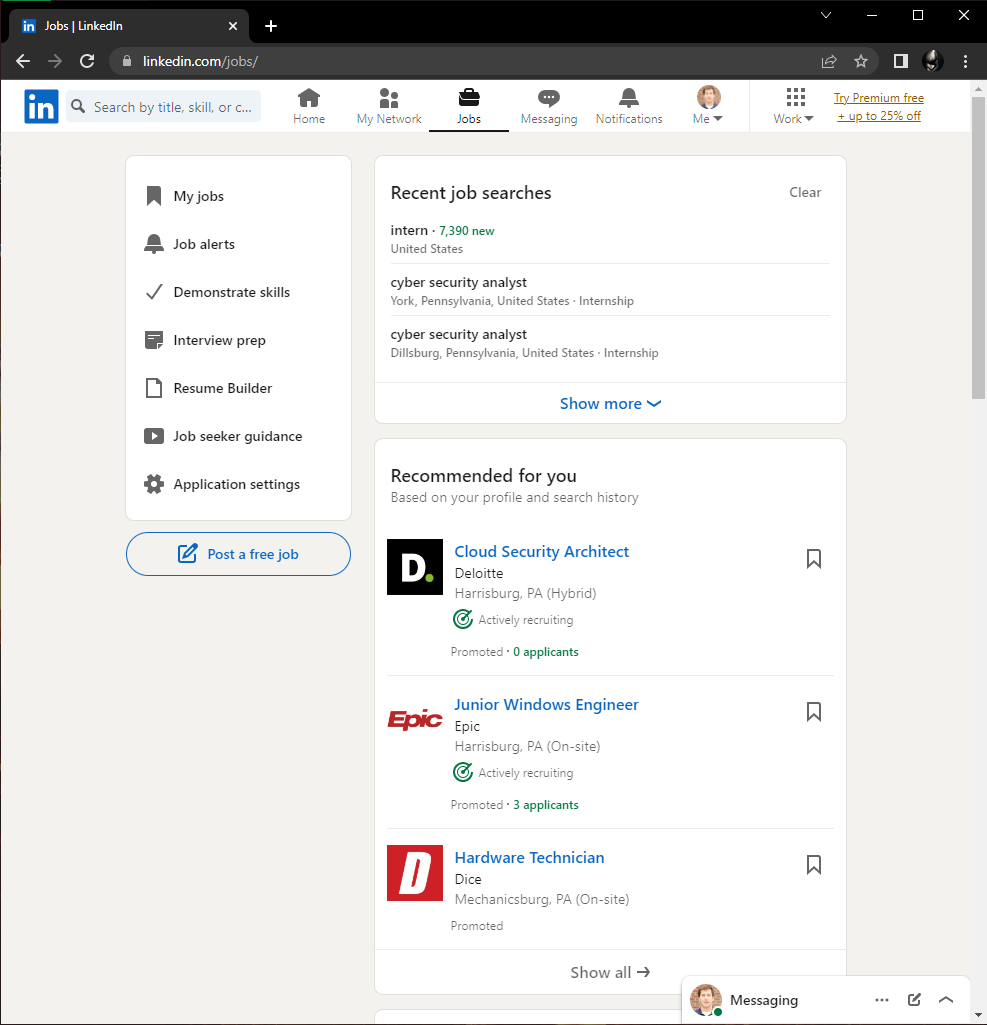 Jobs | LinkedIn
linkedin.com/jobs/
in
Search by title, skill, or c...
Home
My Network
Jobs
Messaging
Notifications
Me
Work
Try Premium free
+ up to 25% off
My jobs
Job alerts
Demonstrate skills
Interview prep
Resume Builder
Job seeker guidance
Application settings
Post a free job
Recent job searches
Clear
intern · 7,390 new
United States
cyber security analyst
York, Pennsylvania, United States · Internship
cyber security analyst
Dillsburg, Pennsylvania, United States · Internship
Show more
Recommended for you
Based on your profile and search history
D.
Cloud Security Architect
Deloitte
Harrisburg, PA (Hybrid)
Actively recruiting
Promoted · 0 applicants
Epic
Junior Windows Engineer
Epic
Harrisburg, PA (On-site)
Actively recruiting
Promoted · 3 applicants
D
Hardware Technician
Dice
Mechanicsburg, PA (On-site)
Promoted
Show all →
Messaging